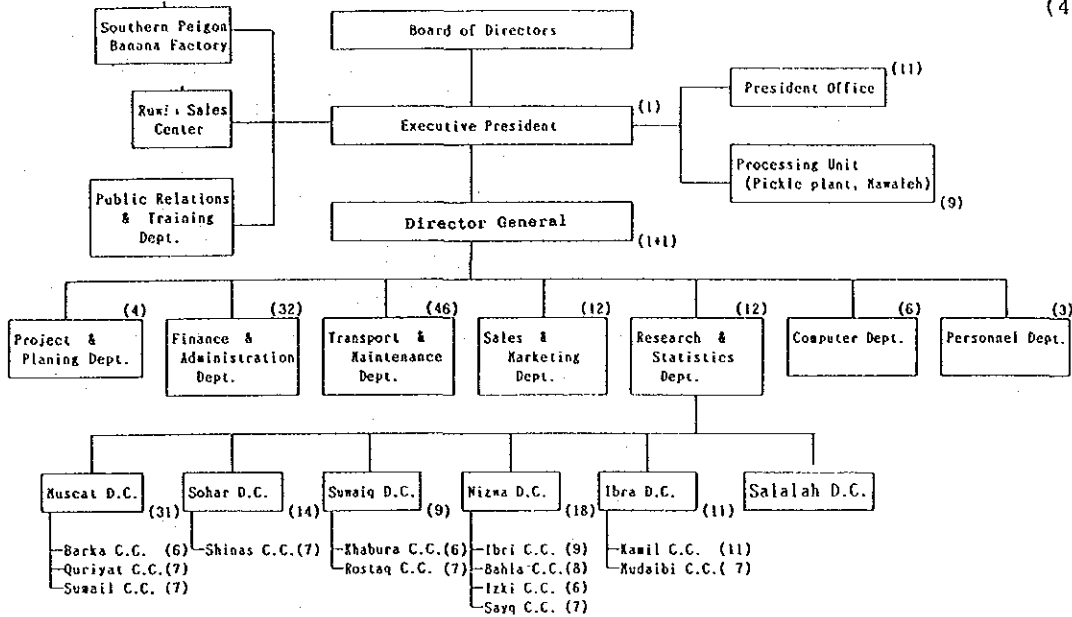 (4
Southern Peigon
Banana Factory
Board of Directors
(11)
President Office
Sales
Center
(1)
Executive President
Processing Unit
(Pickle plant, Kawaleh)
(9)
Public Relations
& Training
Dept.
Director General
(1+1)
(4)
(32)
(46)
(12)
(12)
(6)
(3)
Project &
Planing Dept.
Finance &
Administration
Dept.
Transport &
Maintenance
Dept.
Sales &
Marketing
Dept.
Research &
Statistics
Dept.
Computer Dept.
Personnel Dept.
Muscat D.C.
(31)
Sohar D.C.
(14)
Suwaiq D.C.
(9)
Nizwa D.C.
(18)
Ibra D.C.
(11)
Salalah D.C.
Barka C.C. (6)
Quriyat C.C. (7)
Sumail C.C. (7)
Shinas C.C. (7)
Khabura C.C. (6)
Rostaq C.C. (7)
Ibri C.C. (9)
Bahla C.C. (8)
Izki C.C. (6)
Sayq C.C. (7)
Kamil C.C. (11)
Mudaibi C.C. ( 7)